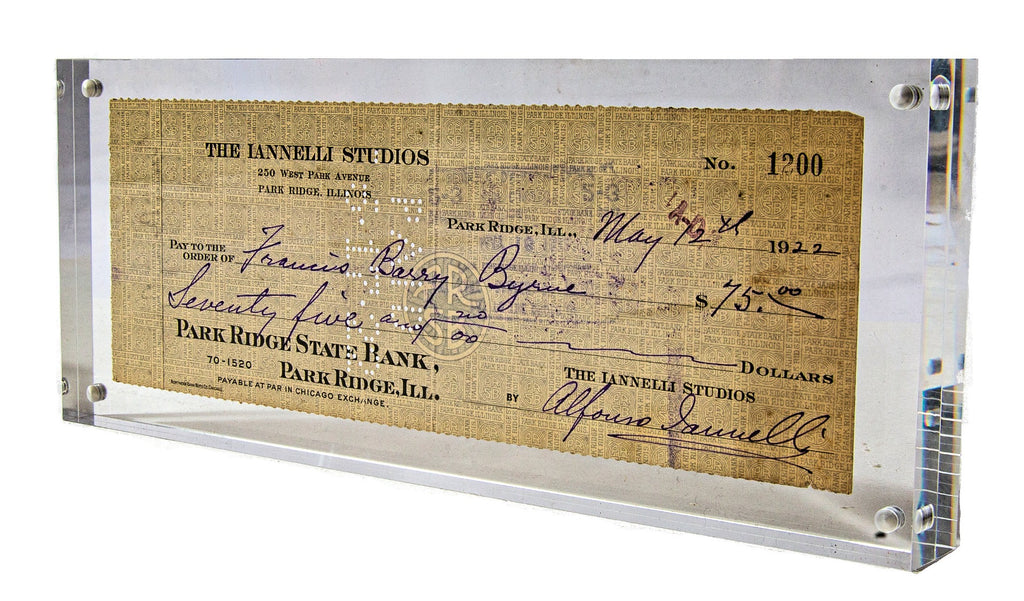 THE IANNELLI STUDIOS
250 WEST PARK AVENUE
PARK RIDGE, ILLINOIS
No. 1200
PARK RIDGE, ILL., May 12th 1922
PAY TO THE
ORDER OF Francis Barry Byrne $ 75.00
Seventy five and no/00 DOLLARS
PARK RIDGE STATE BANK,
70-1520 PARK RIDGE, ILL.
PAYABLE AT PAR IN CHICAGO EXCHANGE.
THE IANNELLI STUDIOS
BY Alfonso Iannelli